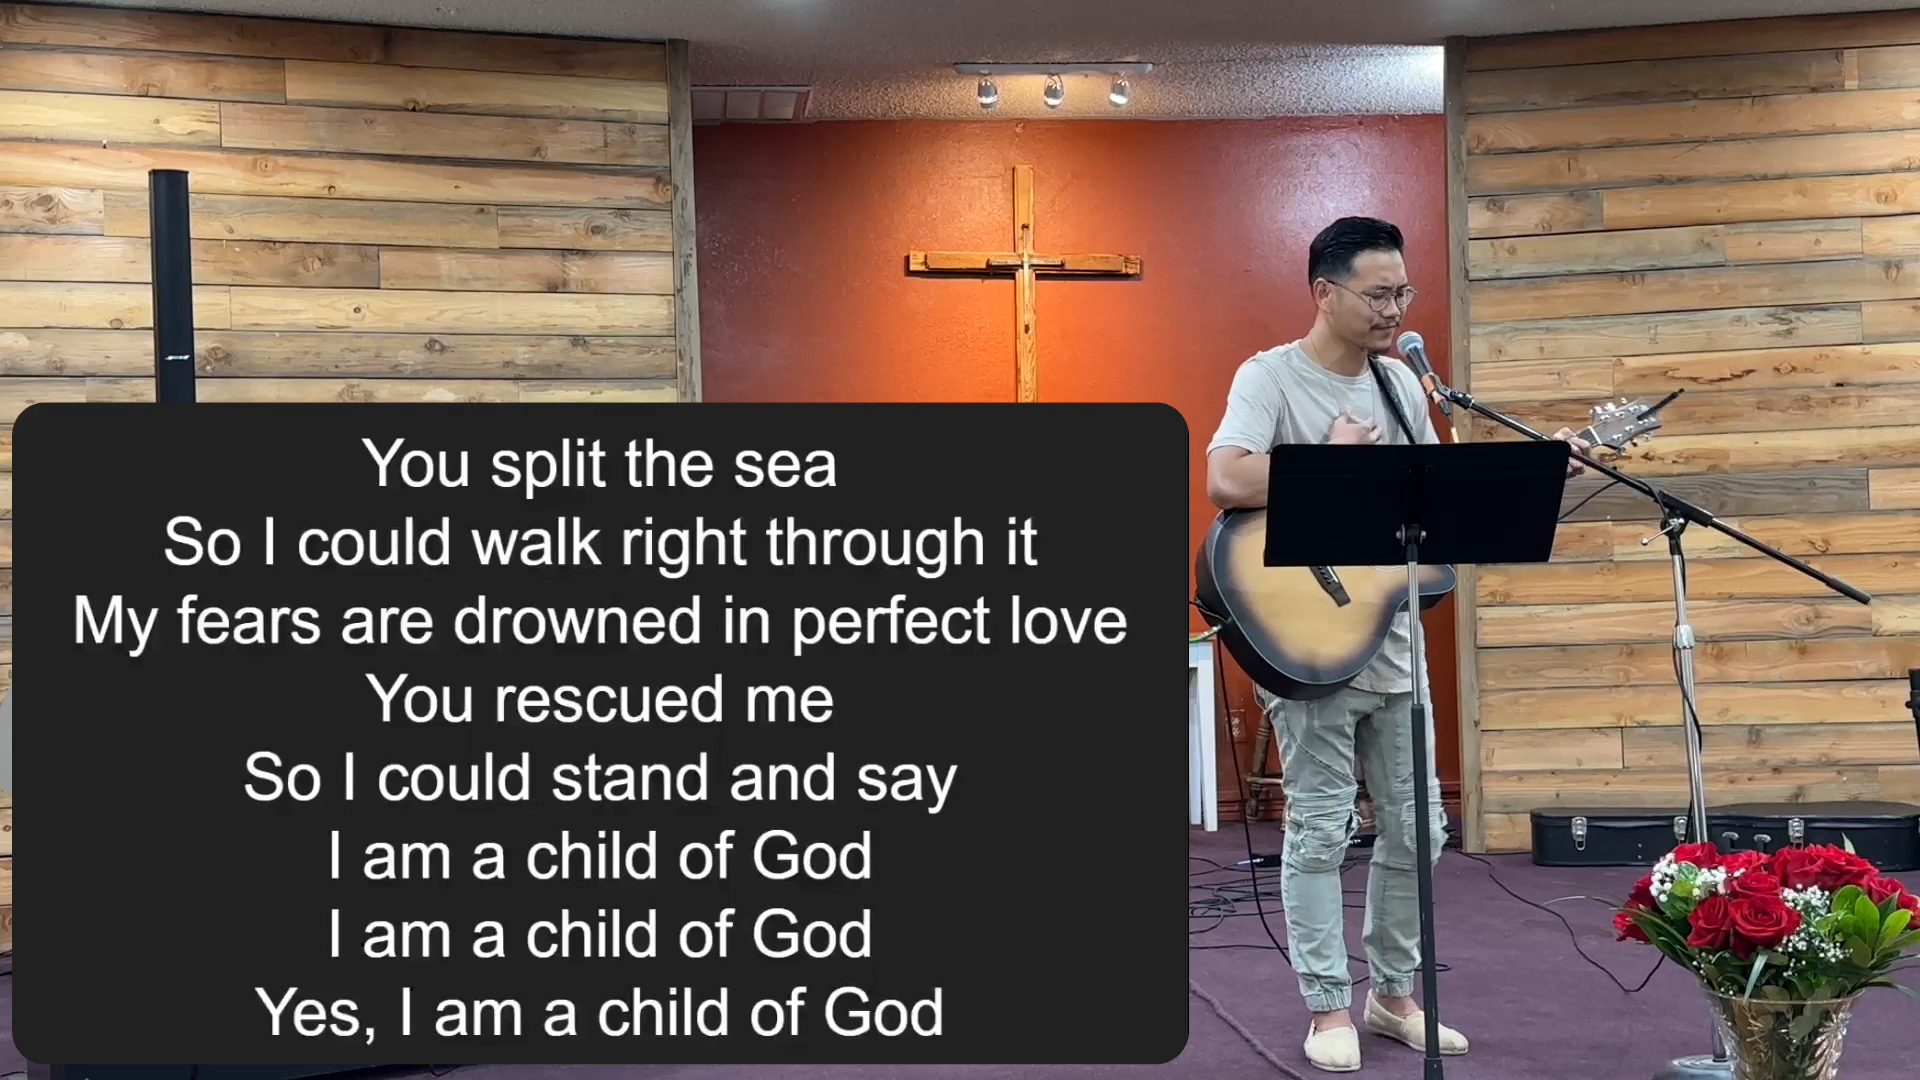 You split the sea
So I could walk right through it
My fears are drowned in perfect love
You rescued me
So I could stand and say
I am a child of God
I am a child of God
Yes, I am a child of God